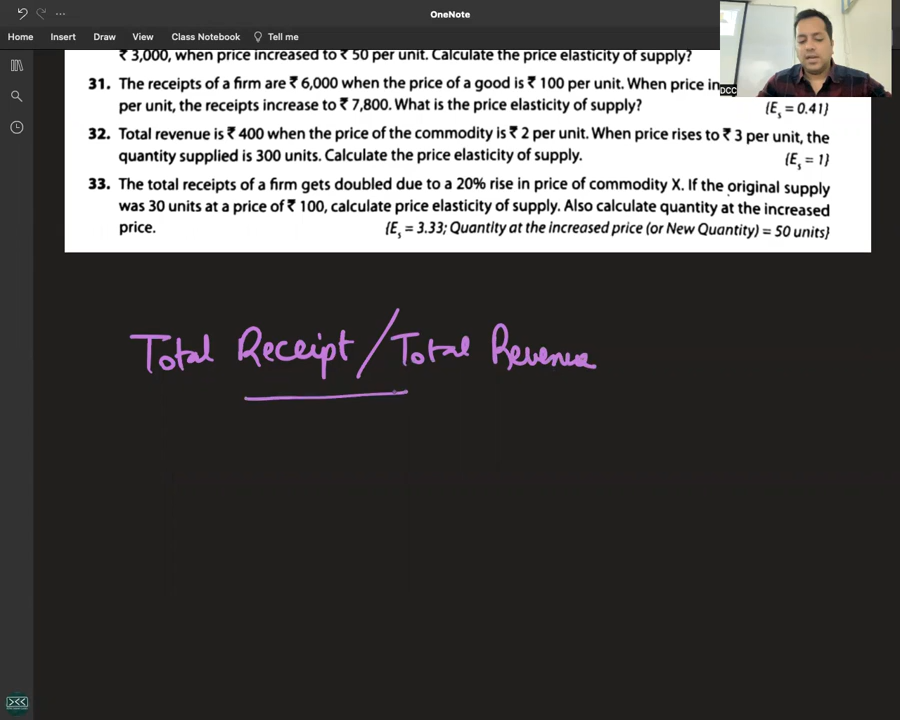 OneNote
Home Insert Draw View Class Notebook Tell me
₹ 3,000, when price increased to ₹ 50 per unit. Calculate the price elasticity of supply?
31. The receipts of a firm are ₹ 6,000 when the price of a good is ₹ 100 per unit. When price in
per unit, the receipts increase to ₹ 7,800. What is the price elasticity of supply? {Es = 0.41}
32. Total revenue is ₹ 400 when the price of the commodity is ₹ 2 per unit. When price rises to ₹ 3 per unit, the
quantity supplied is 300 units. Calculate the price elasticity of supply. {Es = 1}
33. The total receipts of a firm gets doubled due to a 20% rise in price of commodity X. If the original supply
was 30 units at a price of ₹ 100, calculate price elasticity of supply. Also calculate quantity at the increased
price. {Es = 3.33; Quantity at the increased price (or New Quantity) = 50 units}
DCC
Total Receipt / Total Revenue